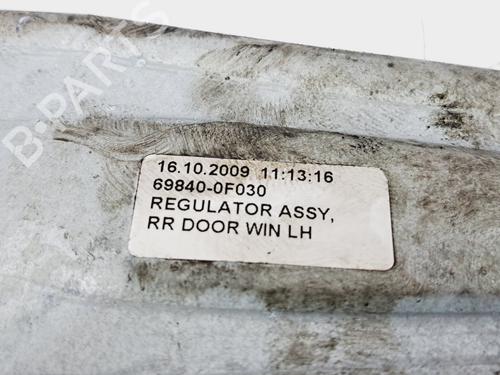 B-PARTS
16.10.2009 11:13:16
69840-0F030
REGULATOR ASSY,
RR DOOR WIN LH